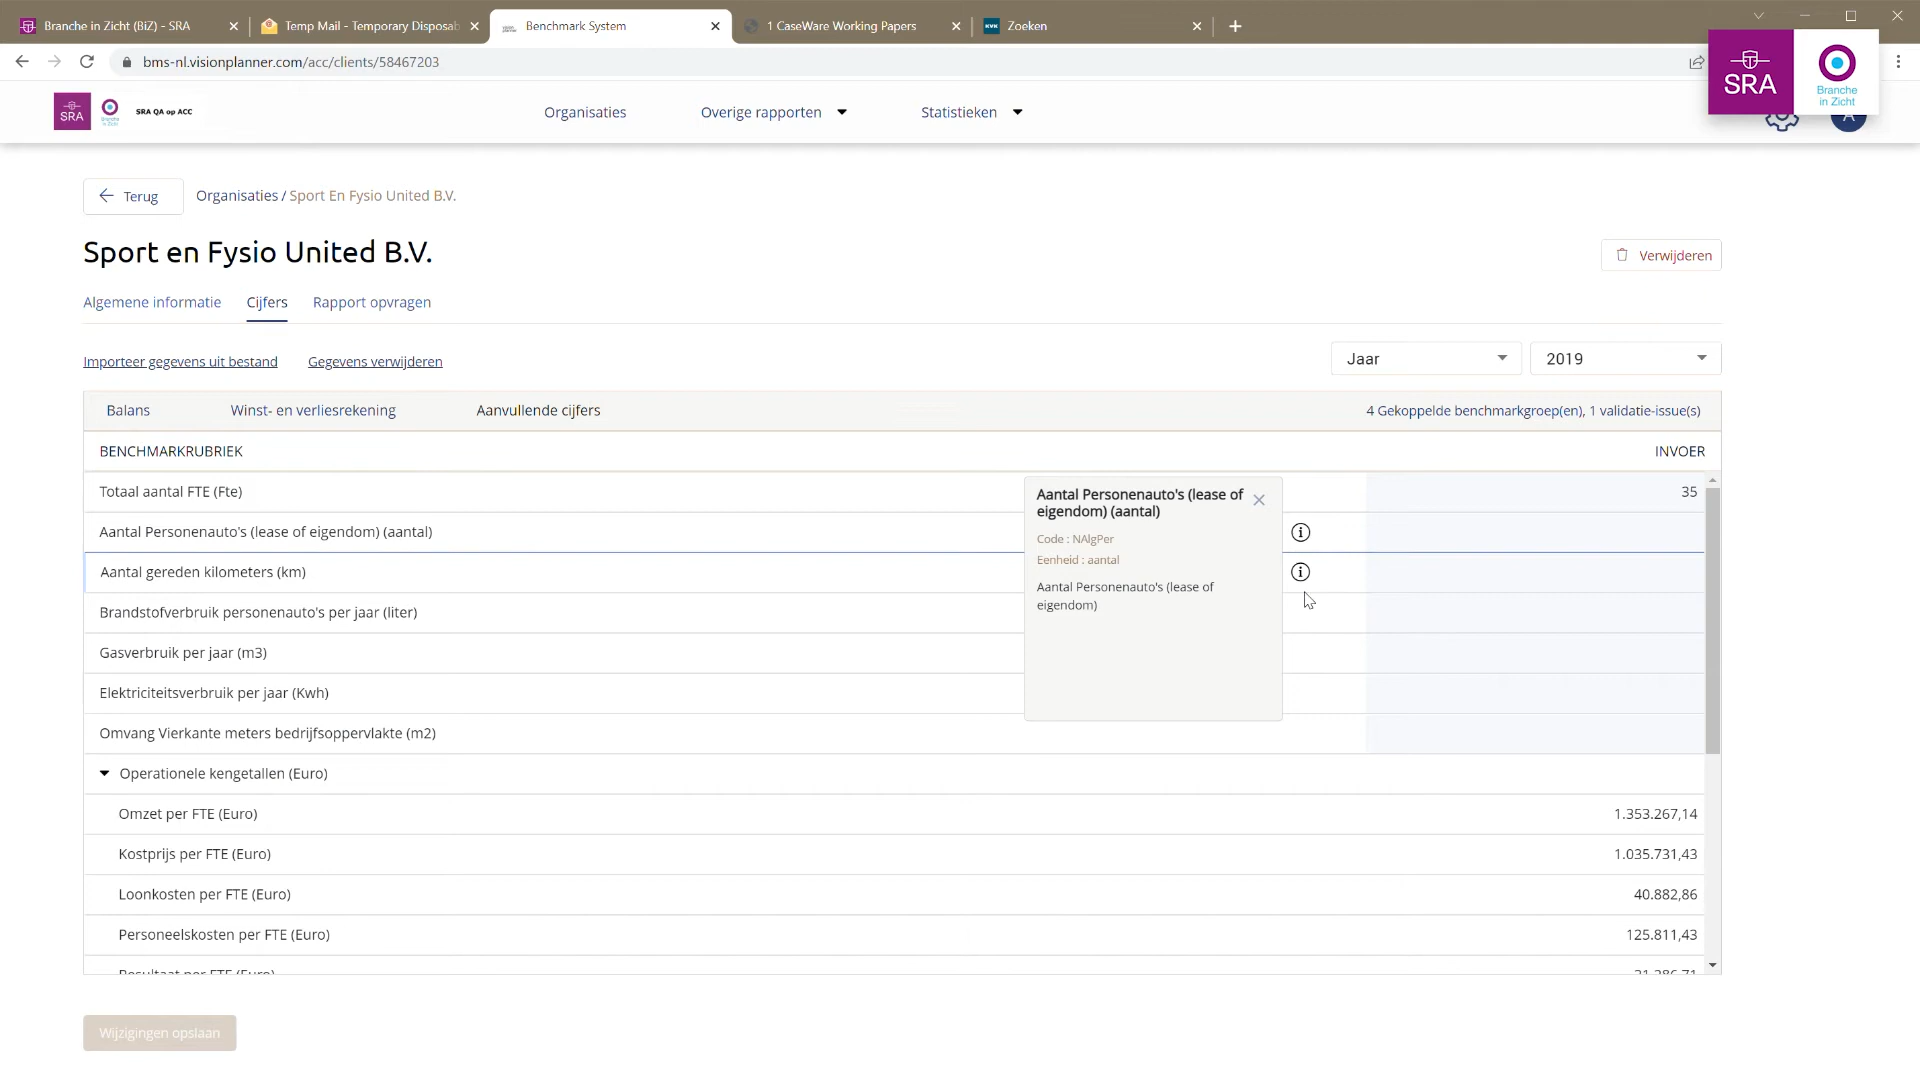 Branche in Zicht (BiZ) - SRA
Temp Mail - Temporary Disposab
Benchmark System
1 CaseWare Working Papers
KVK Zoeken
bms-nl.visionplanner.com/acc/clients/58467203
SRA
Branche
in Zicht
SRA
SRA QA op ACC
Organisaties
Overige rapporten
Statistieken
A
Terug
Organisaties / Sport En Fysio United B.V.
Sport en Fysio United B.V.
Verwijderen
Algemene informatie
Cijfers
Rapport opvragen
Importeer gegevens uit bestand
Gegevens verwijderen
Jaar
2019
Balans
Winst- en verliesrekening
Aanvullende cijfers
4 Gekoppelde benchmarkgroep(en), 1 validatie-issue(s)
BENCHMARKRUBRIEK
INVOER
Totaal aantal FTE (Fte)
35
Aantal Personenauto's (lease of eigendom) (aantal)
Aantal gereden kilometers (km)
Brandstofverbruik personenauto's per jaar (liter)
Gasverbruik per jaar (m3)
Elektriciteitsverbruik per jaar (Kwh)
Omvang Vierkante meters bedrijfsoppervlakte (m2)
Aantal Personenauto's (lease of
eigendom) (aantal)
Code : NAlgPer
Eenheid : aantal
Aantal Personenauto's (lease of
eigendom)
Operationele kengetallen (Euro)
Omzet per FTE (Euro)
1.353.267,14
Kostprijs per FTE (Euro)
1.035.731,43
Loonkosten per FTE (Euro)
40.882,86
Personeelskosten per FTE (Euro)
125.811,43
Resultaat per FTE (Euro)
Wijzigingen opslaan